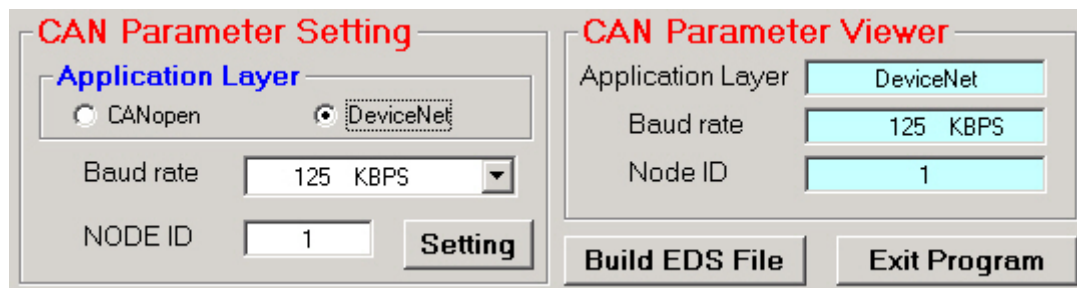 CAN Parameter Setting
Application Layer
CANopen
DeviceNet
Baud rate
125 KBPS
NODE ID
1
Setting
CAN Parameter Viewer
Application Layer
DeviceNet
Baud rate
125 KBPS
Node ID
1
Build EDS File
Exit Program